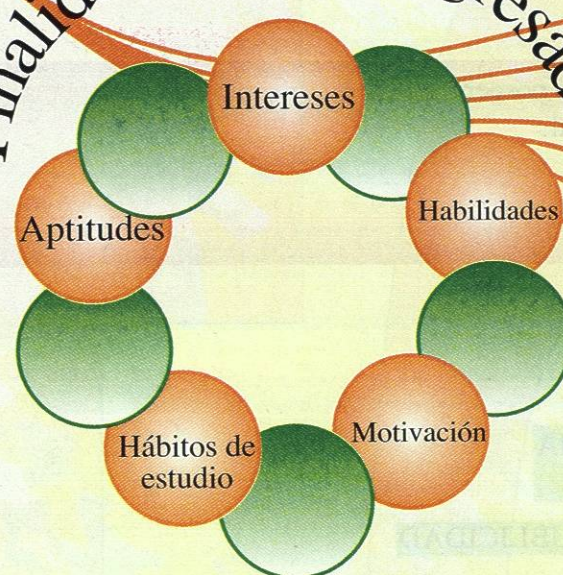 Intereses
Habilidades
Aptitudes
Motivación
Hábitos de
estudio